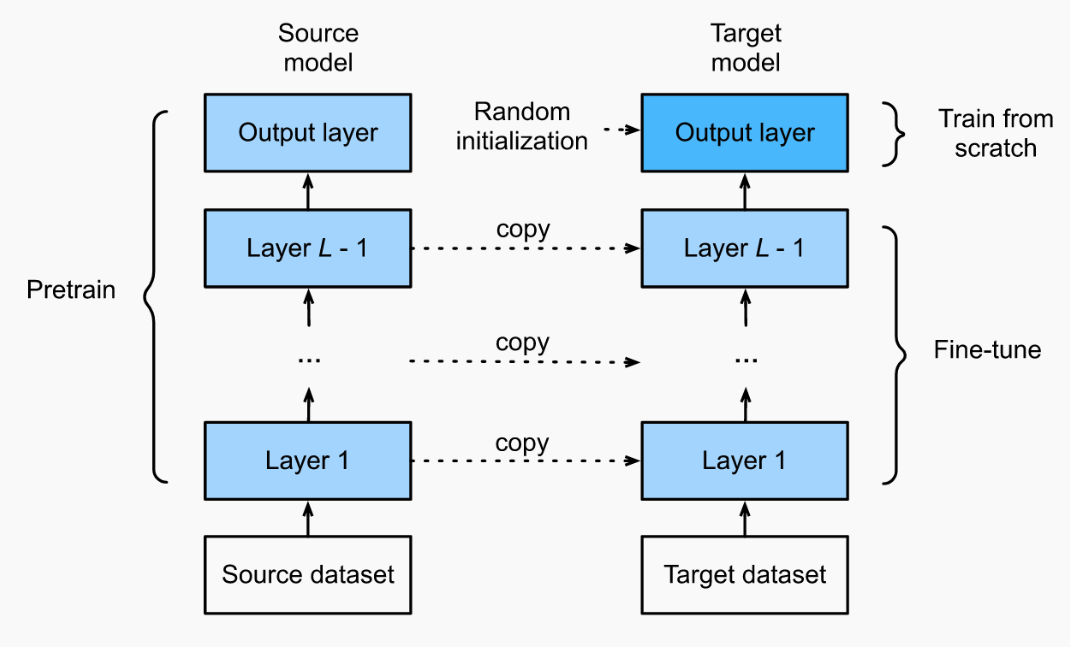 Source
model
Target
model
Output layer
Random
initialization
Output layer
Train from
scratch
Layer L - 1
copy
Layer L - 1
Pretrain
...
copy
...
Fine-tune
Layer 1
copy
Layer 1
Source dataset
Target dataset